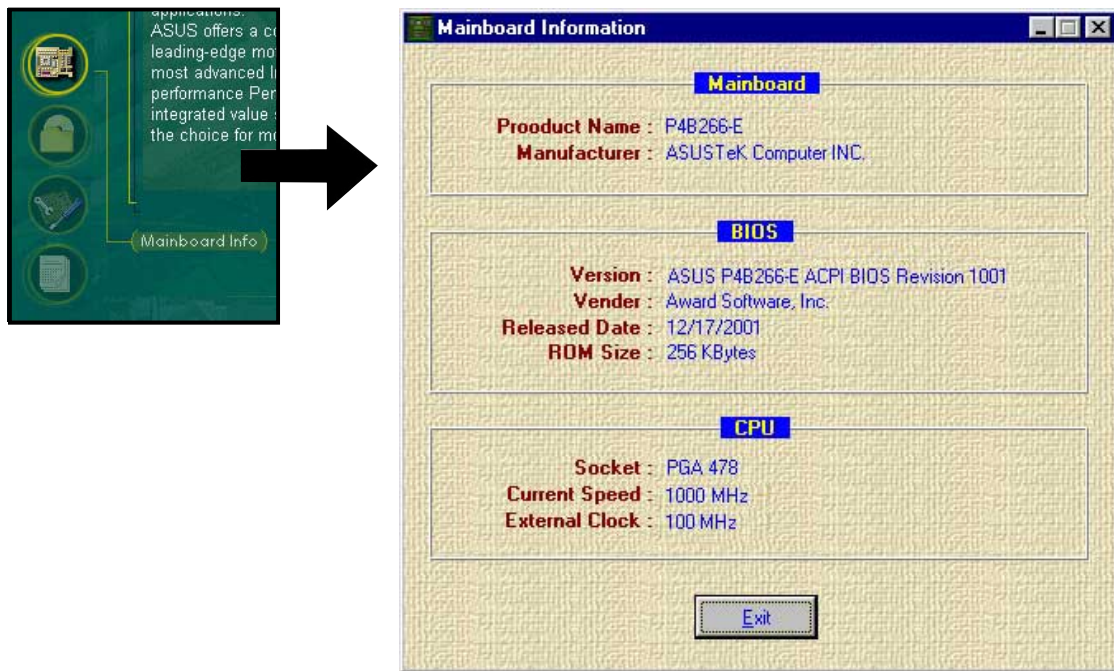 applications.
ASUS offers a co
leading-edge mo
most advanced I
performance Per
integrated value s
the choice for mo
Mainboard Info
Mainboard Information
Mainboard
Prooduct Name : P4B266-E
Manufacturer : ASUSTeK Computer INC.
BIOS
Version : ASUS P4B266-E ACPI BIOS Revision 1001
Vender : Award Software, Inc.
Released Date : 12/17/2001
ROM Size : 256 KBytes
CPU
Socket : PGA 478
Current Speed : 1000 MHz
External Clock : 100 MHz
Exit